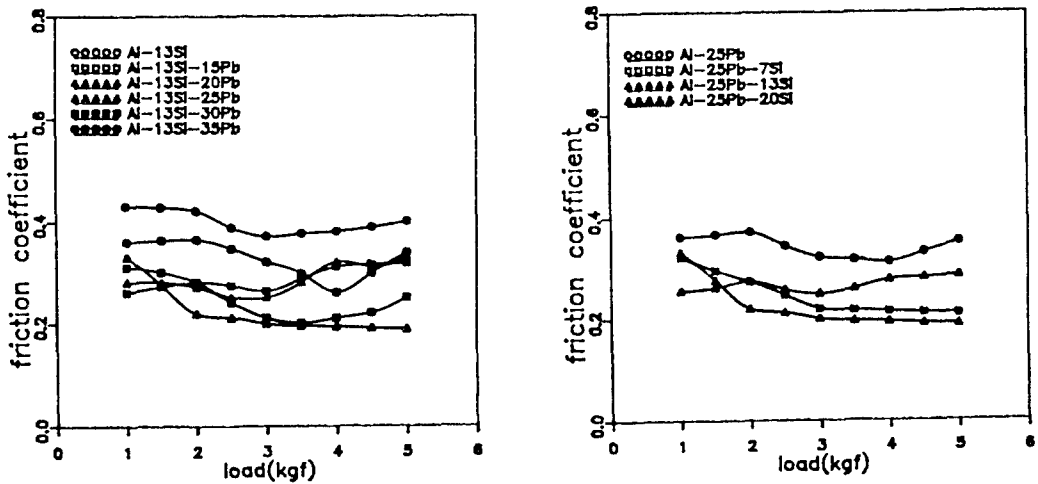 0.8
Al-13Si
Al-13Si-15Pb
Al-13Si-20Pb
Al-13Si-25Pb
Al-13Si-30Pb
Al-13Si-35Pb
0.6
0.4
0.2
0.0
friction coefficient
0 1 2 3 4 5 6
load(kgf)
0.8
Al-25Pb
Al-25Pb-7Si
Al-25Pb-13Si
Al-25Pb-20Si
0.6
0.4
0.2
0.0
friction coefficient
0 1 2 3 4 5 6
load(kgf)